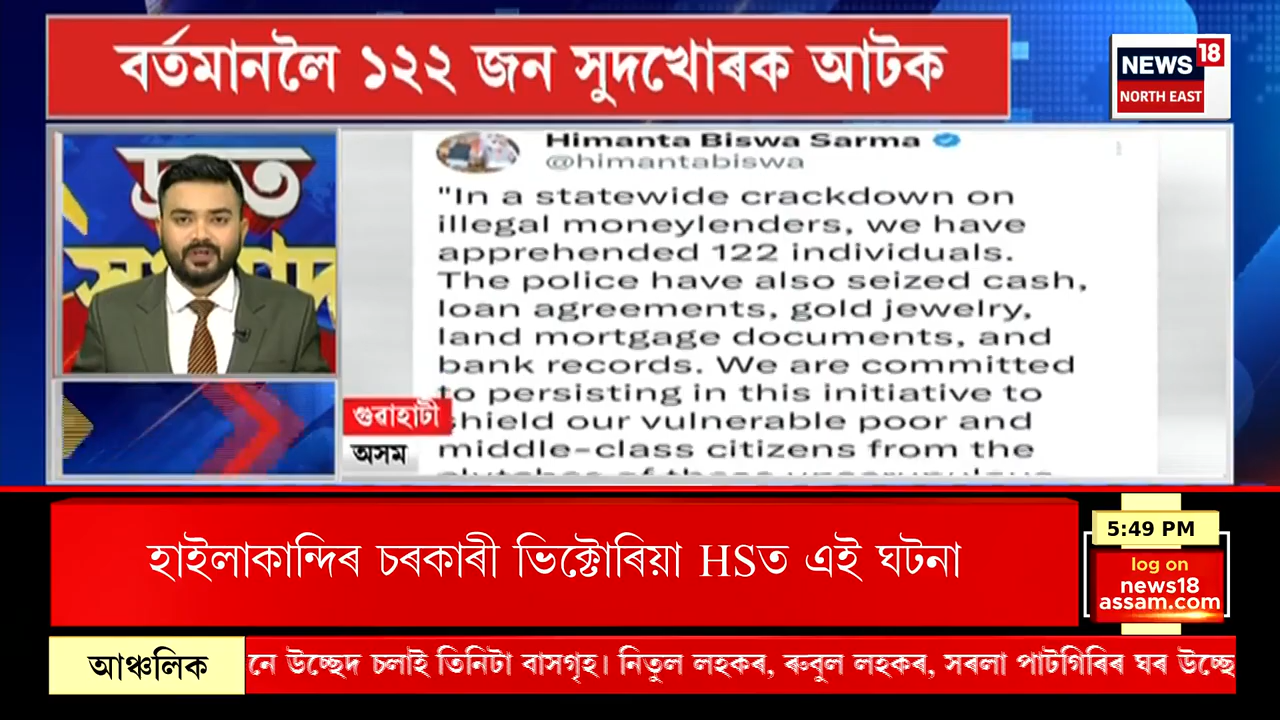 বৰ্তমানলৈ ১২২ জন সুদখোৰক আটক
NEWS 18
NORTH EAST
দ্ৰুত
Himanta Biswa Sarma
@himantabiswa
"In a statewide crackdown on
illegal moneylenders, we have
apprehended 122 individuals.
The police have also seized cash,
loan agreements, gold jewelry,
land mortgage documents, and
bank records. We are committed
to persisting in this initiative to
shield our vulnerable poor and
middle-class citizens from the
গুৱাহাটী
অসম
হাইলাকান্দিৰ চৰকাৰী ভিক্টোৰিয়া HSত এই ঘটনা
5:49 PM
log on
news18
assam.com
আঞ্চলিক
নে উচ্ছেদ চলাই তিনিটা বাসগৃহ। নিতুল লহকৰ, ৰুবুল লহকৰ, সৰলা পাটগিৰিৰ ঘৰ উচ্ছে